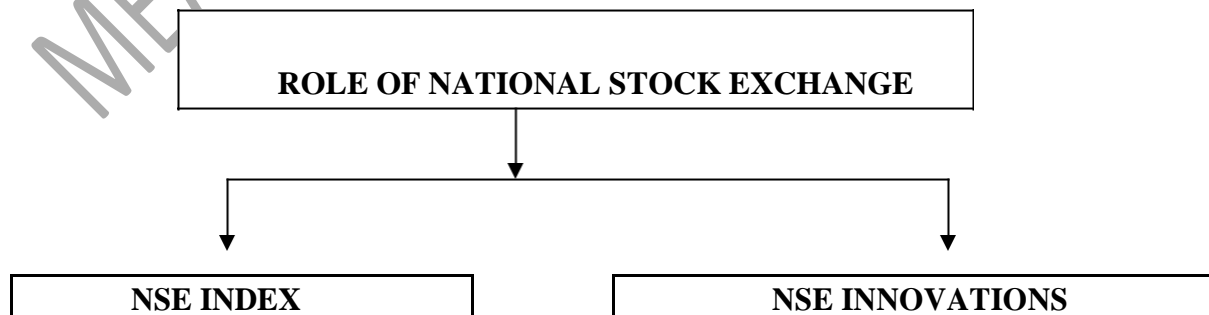 ROLE OF NATIONAL STOCK EXCHANGE
NSE INDEX
NSE INNOVATIONS